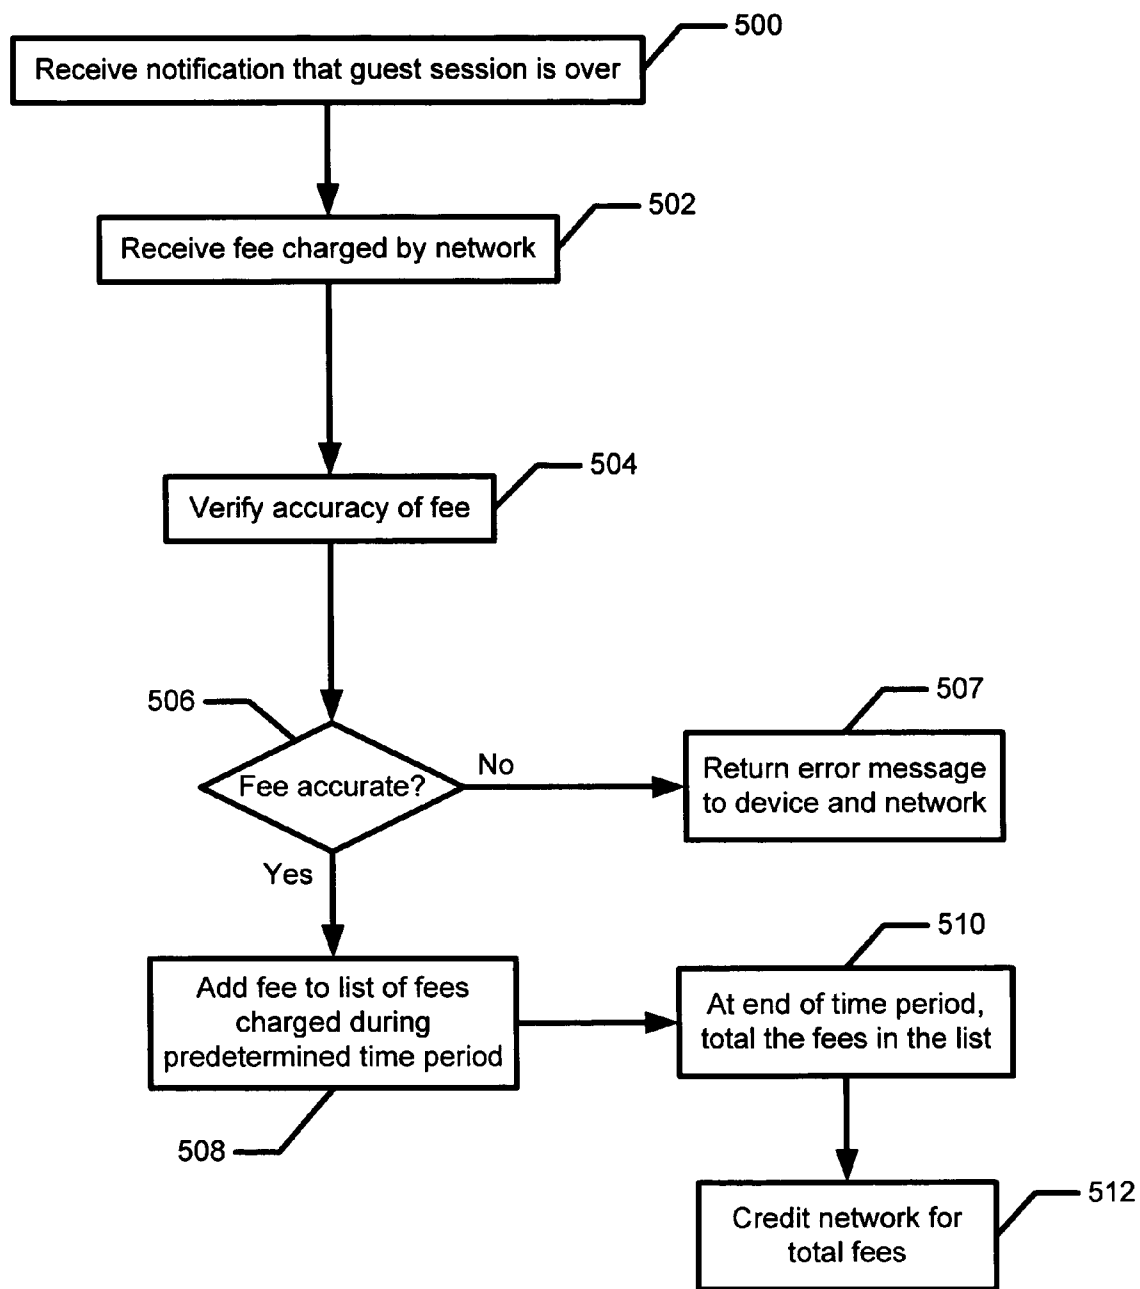 500
Receive notification that guest session is over
502
Receive fee charged by network
504
Verify accuracy of fee
506
507
Fee accurate?
No
Return error message
to device and network
Yes
510
Add fee to list of fees
charged during
predetermined time period
At end of time period,
total the fees in the list
508
512
Credit network for
total fees